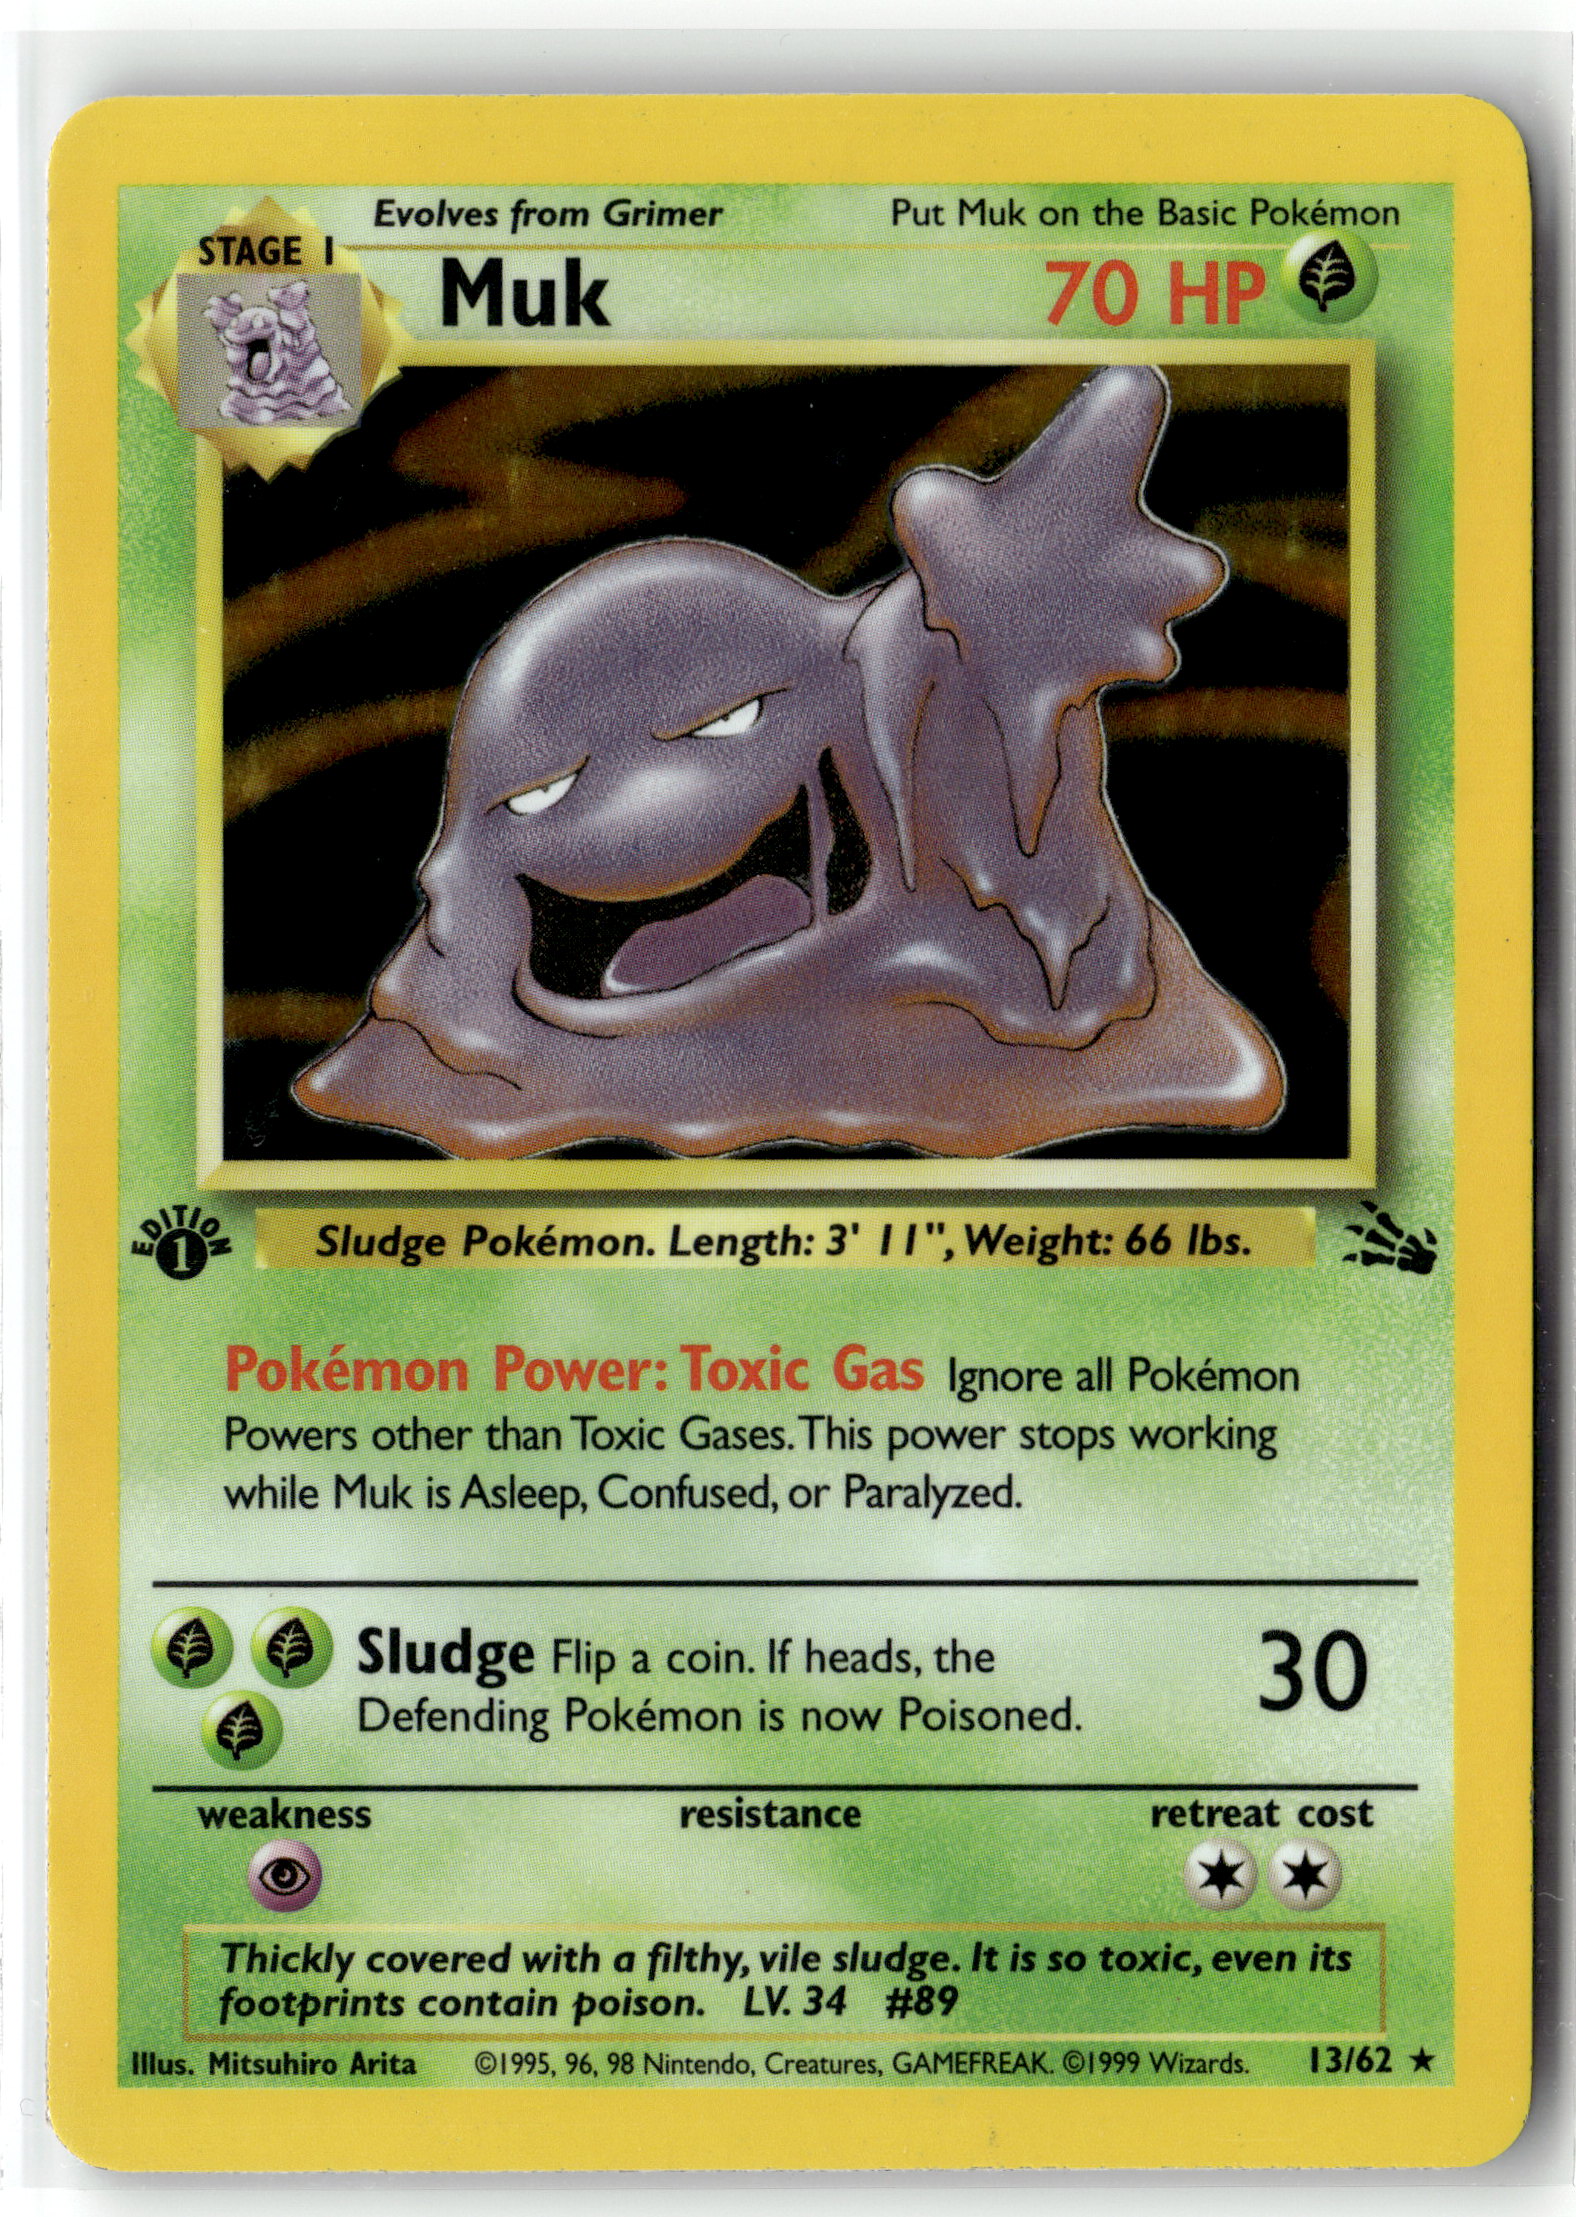 Evolves from Grimer
Put Muk on the Basic Pokémon
STAGE 1
Muk
70 HP
EDITION
1
Sludge Pokémon. Length: 3' 11", Weight: 66 lbs.
Pokémon Power: Toxic Gas Ignore all Pokémon
Powers other than Toxic Gases. This power stops working
while Muk is Asleep, Confused, or Paralyzed.
Sludge Flip a coin. If heads, the
Defending Pokémon is now Poisoned.
30
weakness
resistance
retreat cost
Thickly covered with a filthy, vile sludge. It is so toxic, even its
footprints contain poison. LV. 34 #89
Illus. Mitsuhiro Arita
©1995, 96, 98 Nintendo, Creatures, GAMEFREAK. ©1999 Wizards.
13/62 ★